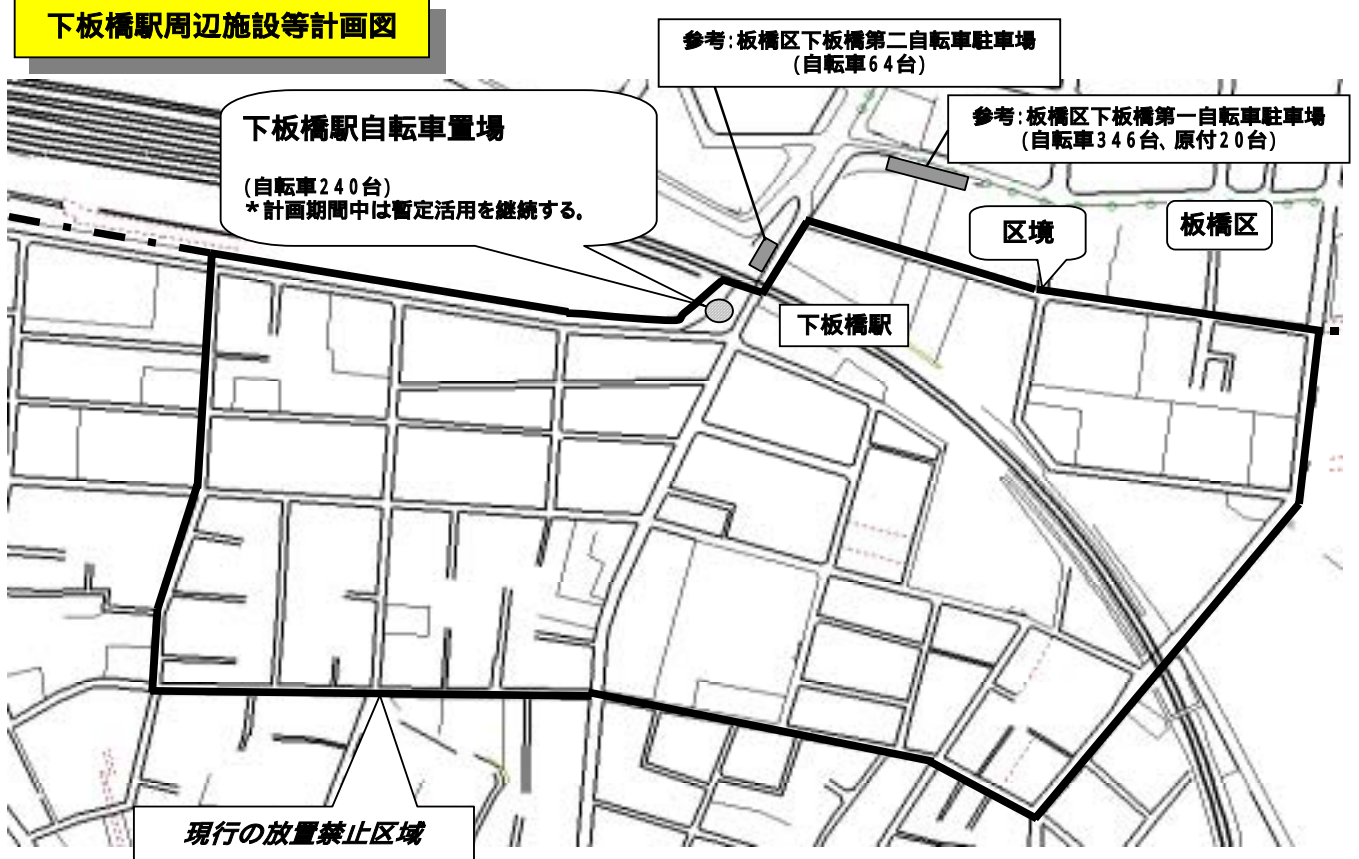 下板橋駅周辺施設等計画図
参考:板橋区下板橋第二自転車駐車場
(自転車64台)
参考:板橋区下板橋第一自転車駐車場
(自転車346台、原付20台)
下板橋駅自転車置場
(自転車240台)
*計画期間中は暫定活用を継続する。
区境
板橋区
下板橋駅
現行の放置禁止区域